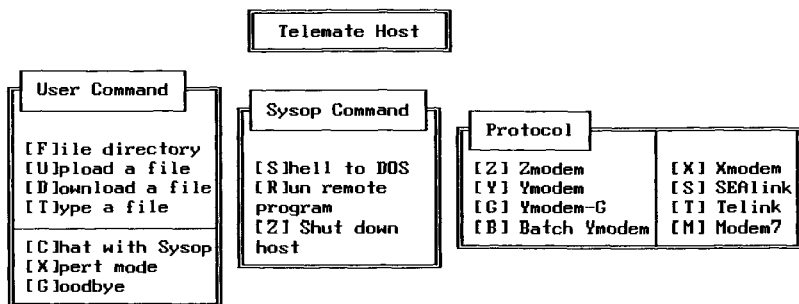 Telemate Host
User Command
[F]ile directory
[U]pload a file
[D]ownload a file
[T]ype a file
[C]hat with Sysop
[X]pert mode
[G]oodbye
Sysop Command
[S]hell to DOS
[R]un remote
program
[Z] Shut down
host
Protocol
[Z] Zmodem
[Y] Ymodem
[G] Ymodem-G
[B] Batch Ymodem
[X] Xmodem
[S] SEAlink
[T] Telink
[M] Modem7